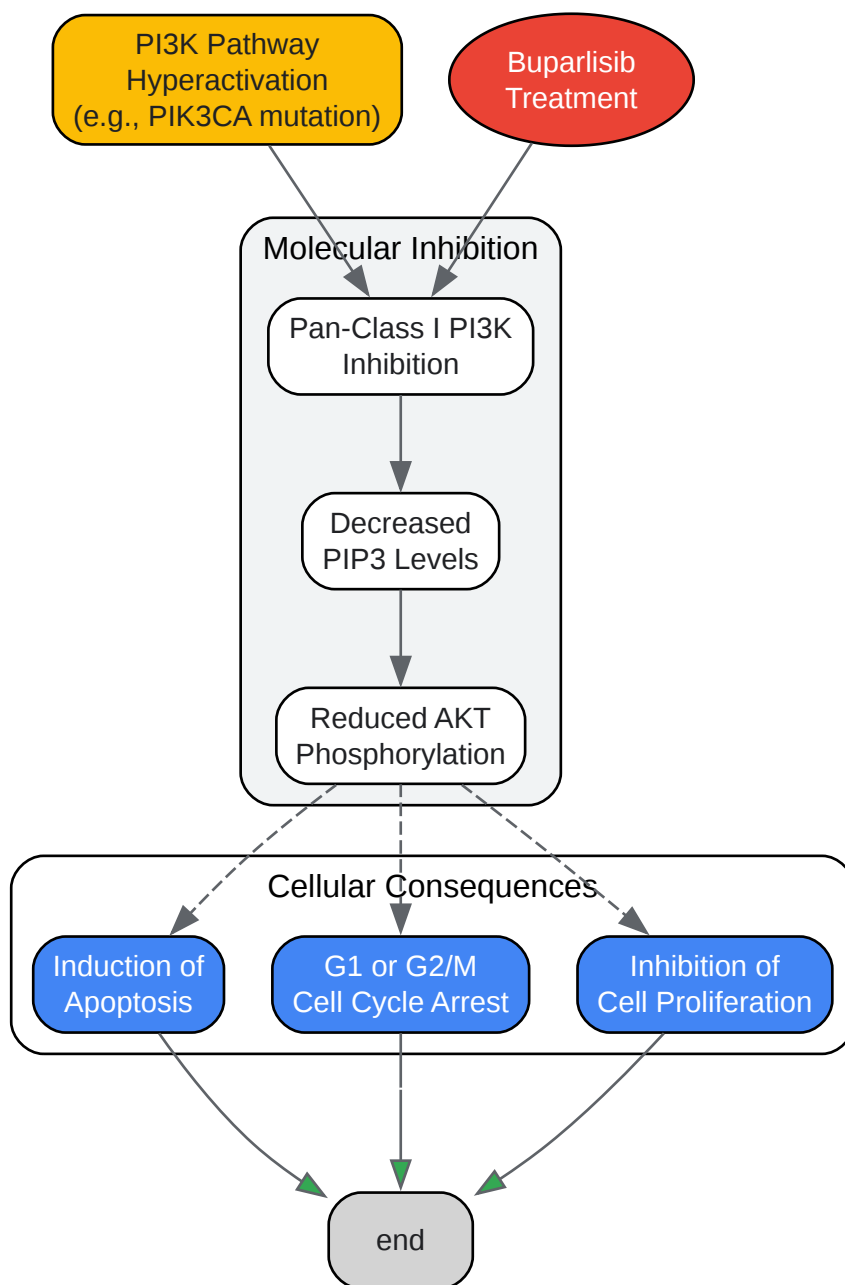 PI3K Pathway
Hyperactivation
(e.g., PIK3CA mutation)
Buparlisib
Treatment
Molecular Inhibition
Pan-Class I PI3K
Inhibition
Decreased
PIP3 Levels
Reduced AKT
Phosphorylation
Cellular Consequences
Induction of
Apoptosis
G1 or G2/M
Cell Cycle Arrest
Inhibition of
Cell Proliferation
end